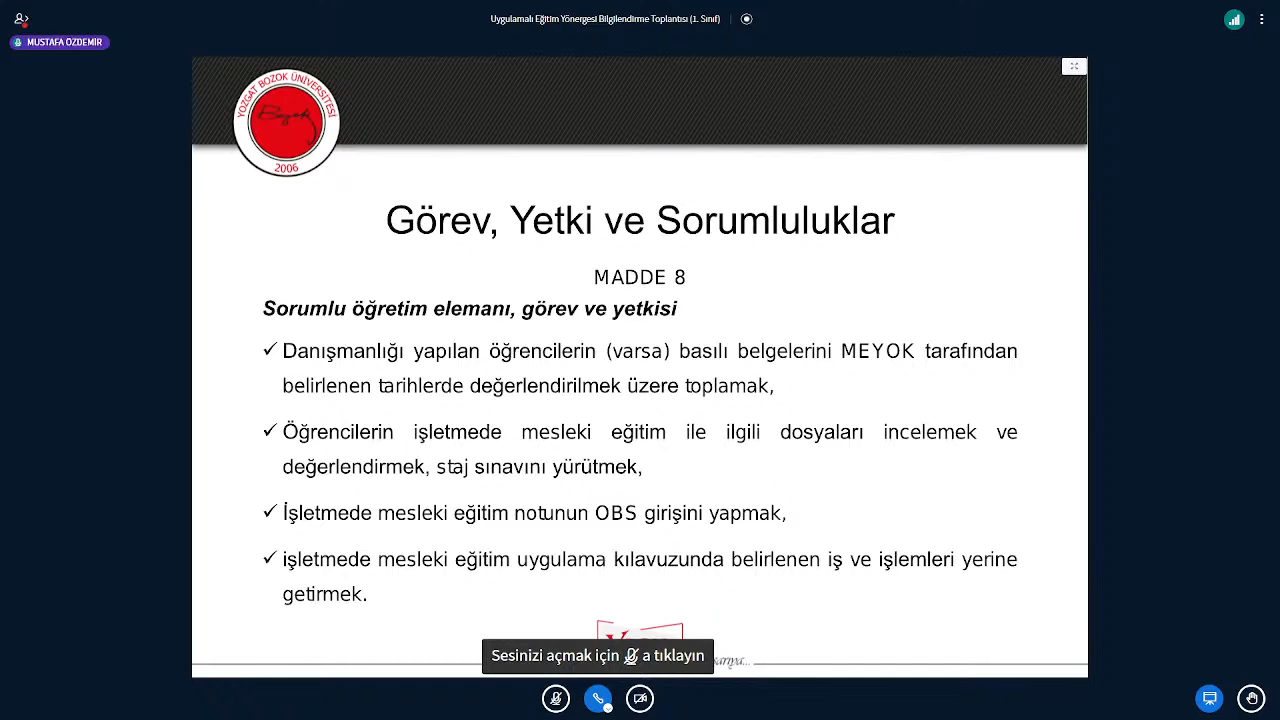 Uygulamalı Eğitim Yönergesi Bilgilendirme Toplantısı (1. Sınıf)
MUSTAFA ÖZDEMİR
YOZGAT BOZOK ÜNİVERSİTESİ
Bozok
2006
Görev, Yetki ve Sorumluluklar
MADDE 8
Sorumlu öğretim elemanı, görev ve yetkisi
✓ Danışmanlığı yapılan öğrencilerin (varsa) basılı belgelerini MEYOK tarafından
belirlenen tarihlerde değerlendirilmek üzere toplamak,
✓ Öğrencilerin işletmede mesleki eğitim ile ilgili dosyaları incelemek ve
değerlendirmek, staj sınavını yürütmek,
✓ İşletmede mesleki eğitim notunun OBS girişini yapmak,
✓ işletmede mesleki eğitim uygulama kılavuzunda belirlenen iş ve işlemleri yerine
getirmek.
Sesinizi açmak için a tıklayın